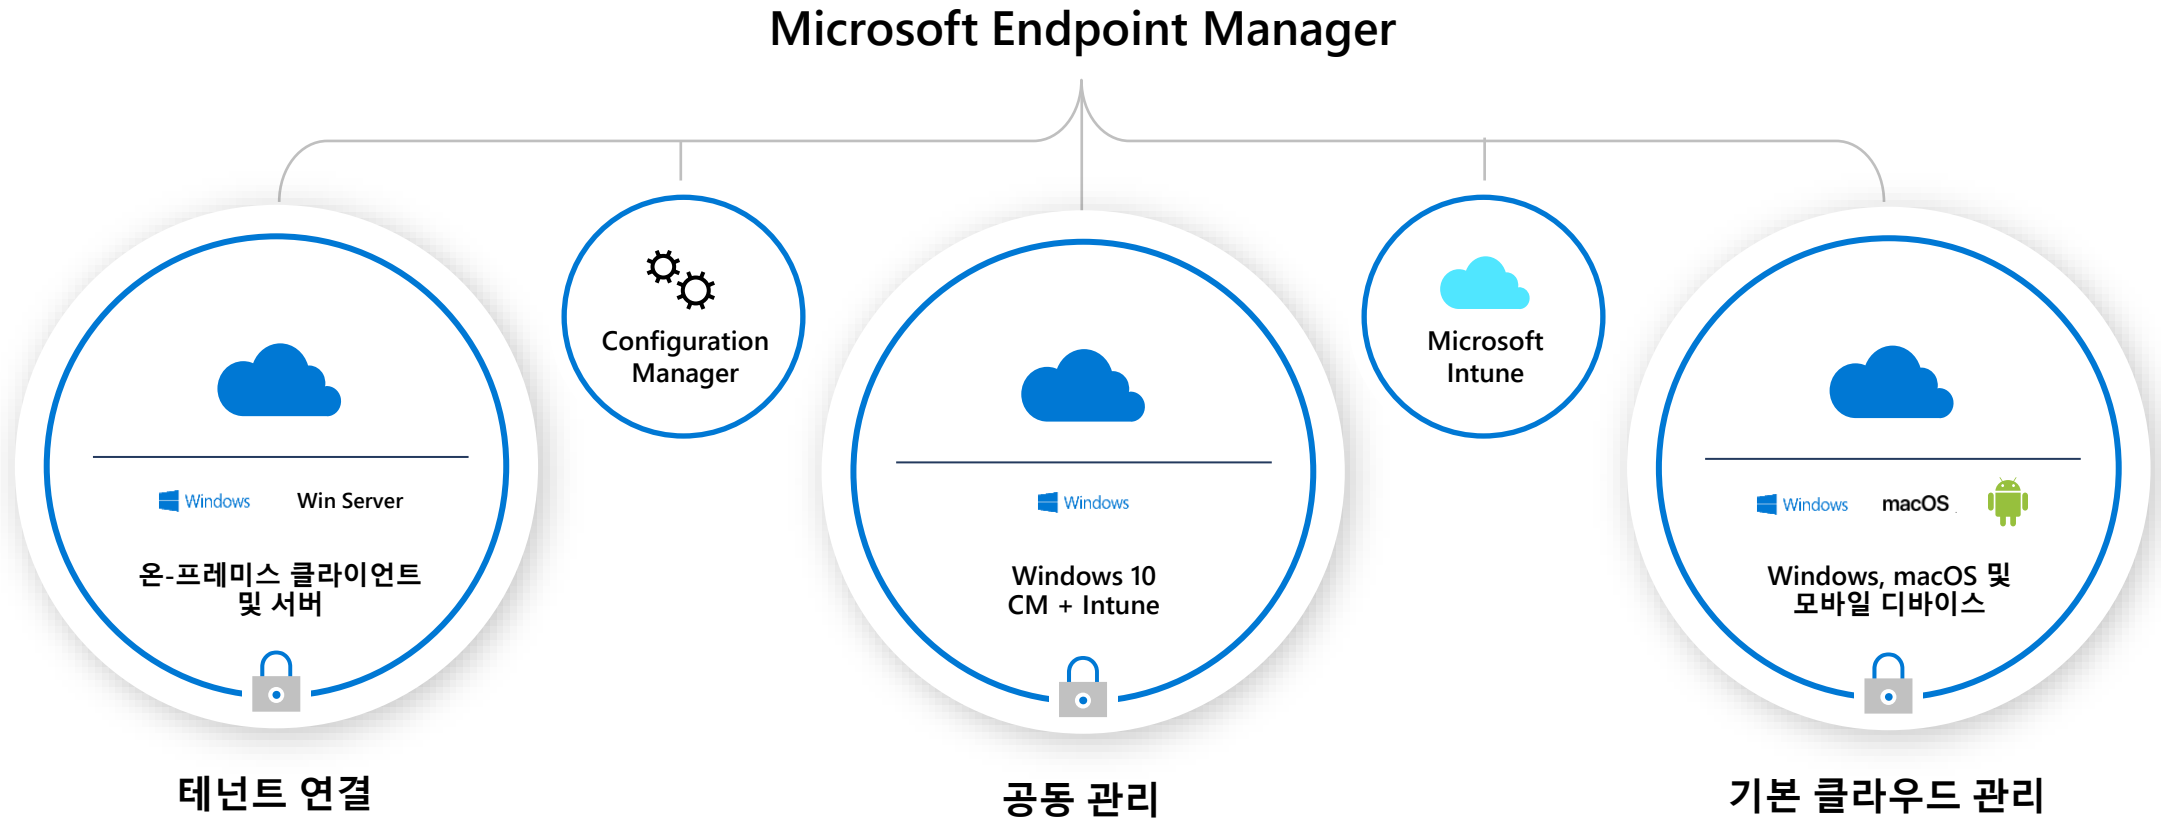 Microsoft Endpoint Manager
Configuration
Manager
Microsoft
Intune
Windows
Win Server
온-프레미스 클라이언트
및 서버
테넌트 연결
Windows
Windows 10
CM + Intune
공동 관리
Windows
macOS
Windows, macOS 및
모바일 디바이스
기본 클라우드 관리